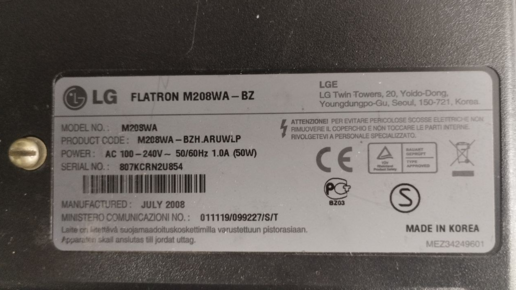 LG FLATRON M208WA-BZ
LGE
LG Twin Towers, 20, Yoido-Dong,
Youngdungpo-Gu, Seoul, 150-721, Korea.
MODEL NO.: M208WA
PRODUCT CODE: M208WA-BZH.ARUWLP
POWER: AC 100-240V~ 50/60Hz 1.0A (50W)
SERIAL NO.: 807KCRN2U854
MANUFACTURED: JULY 2008
MINISTERO COMUNICAZIONI NO.: 011119/099227/S/T
Laite on liitettävä suojamaadoituskoskettimilla varustettuun pistorasiaan.
Apparate skall anslutas till jordat uttag.
ATTENZIONE! PER EVITARE PERICOLOSE SCOSSE ELETTRICHE NON
RIMUOVERE IL COPERCHIO E NON TOCCARE LE PARTI INTERNE.
RIVOLGERSI A PERSONALE SPECIALIZZATO.
CE
TYPE
APPROVED
BZ03
S
MADE IN KOREA
MEZ34249601